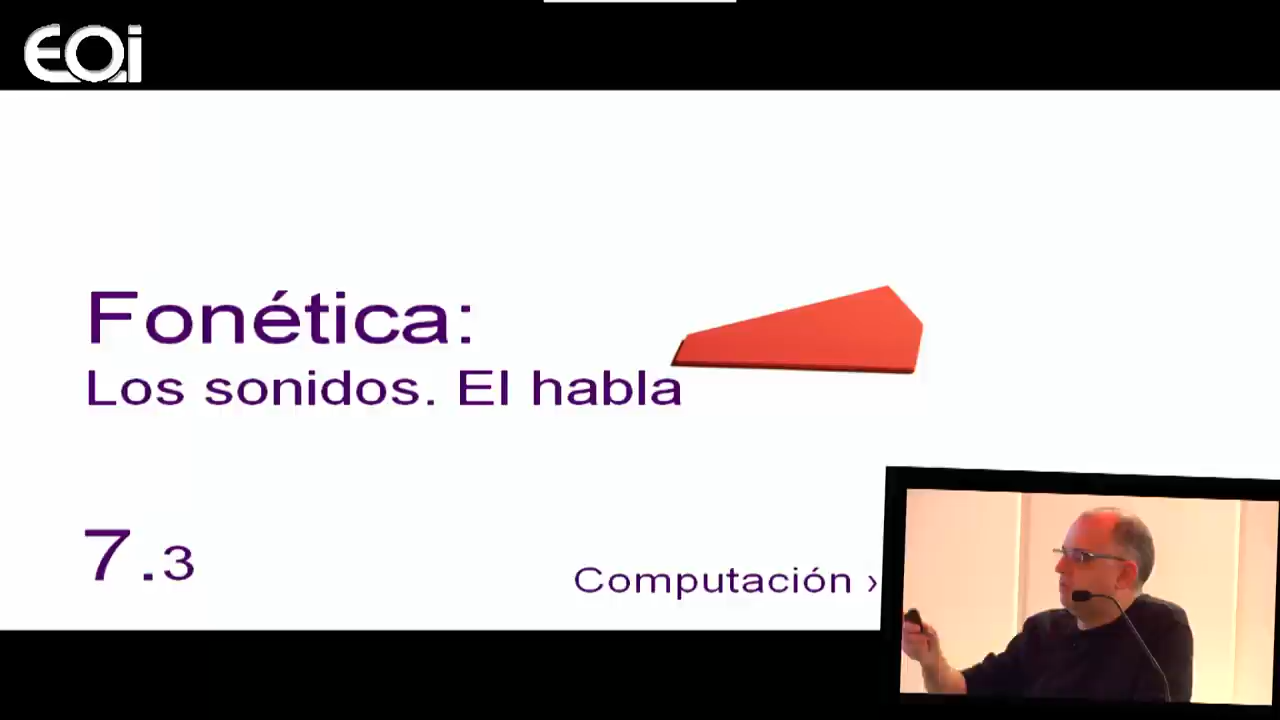 EOi
Fonética:
Los sonidos. El habla
7.3
Computación ›